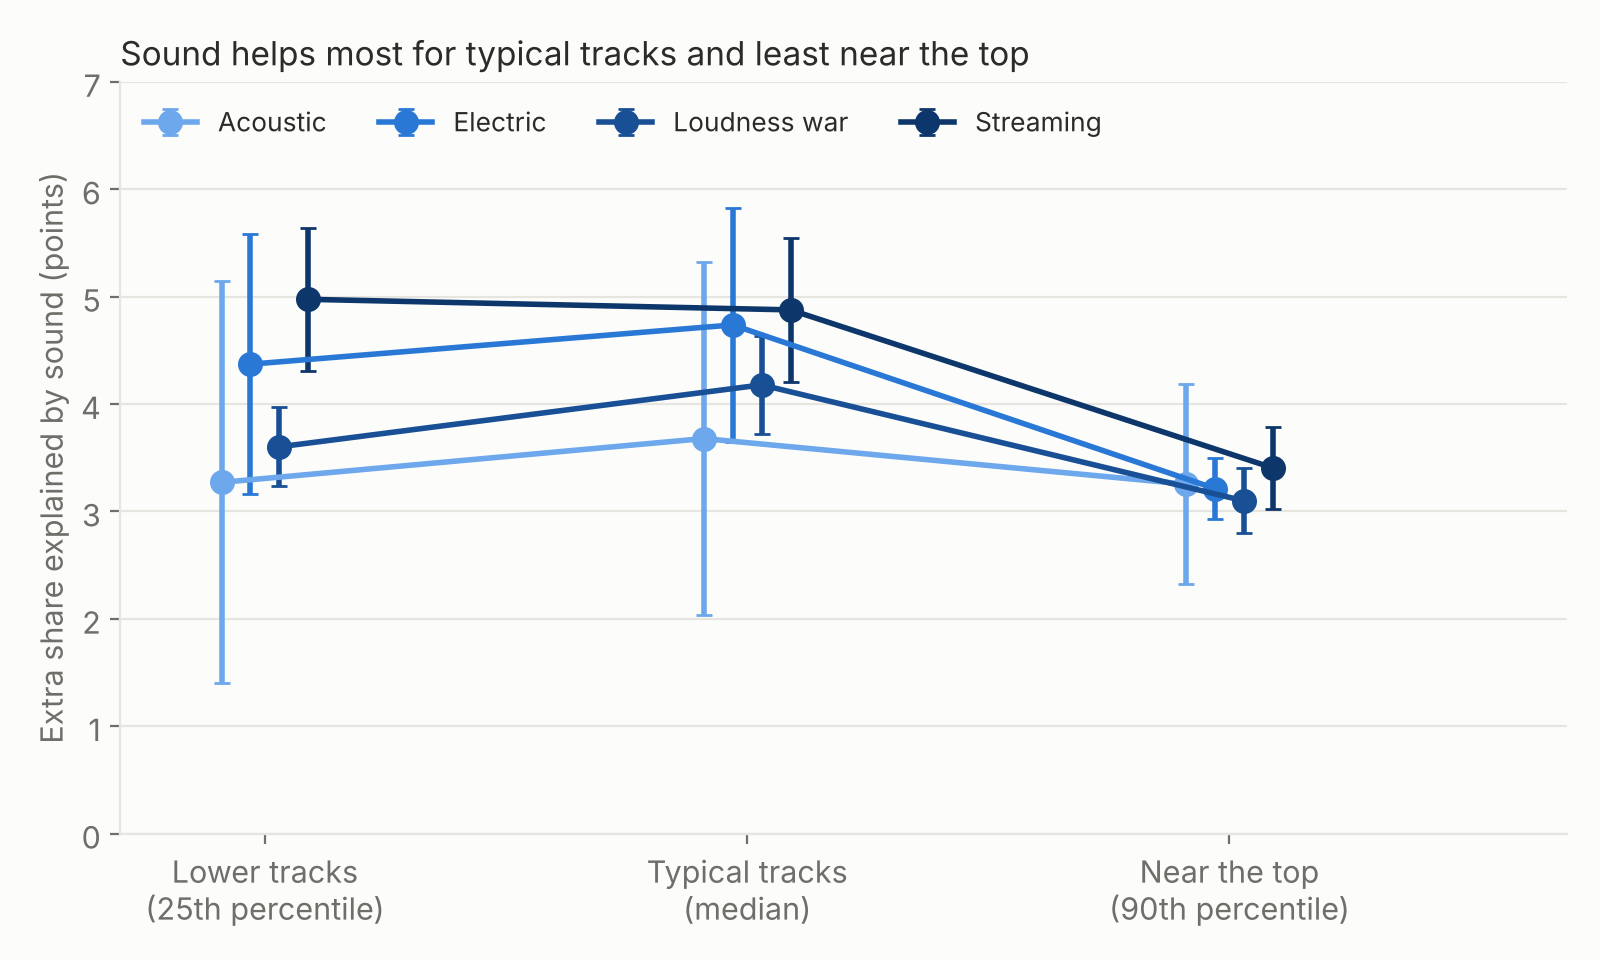 Sound helps most for typical tracks and least near the top
Acoustic
Electric
Loudness war
Streaming
Extra share explained by sound (points)
7
6
5
4
3
2
1
0
Lower tracks
(25th percentile)
Typical tracks
(median)
Near the top
(90th percentile)